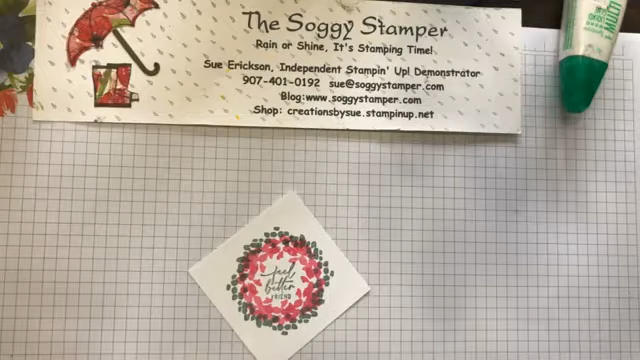 The Soggy Stamper
Rain or Shine, It's Stamping Time!
Sue Erickson, Independent Stampin' Up! Demonstrator
907-401-0192 sue@soggystamper.com
Blog:www.soggystamper.com
Shop: creationsbysue.stampinup.net
feel
better
FRIEND